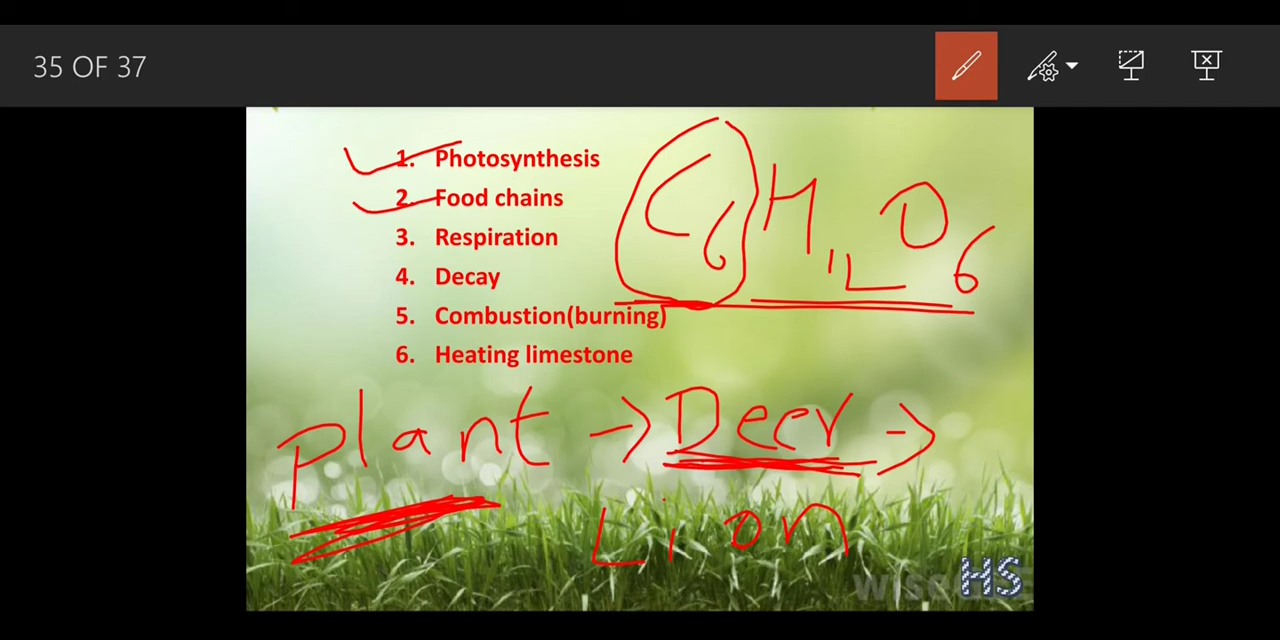 35 OF 37
1. Photosynthesis
2. Food chains
3. Respiration
4. Decay
5. Combustion(burning)
6. Heating limestone
C6H12O6
plant -> Deer ->
Lion
HS